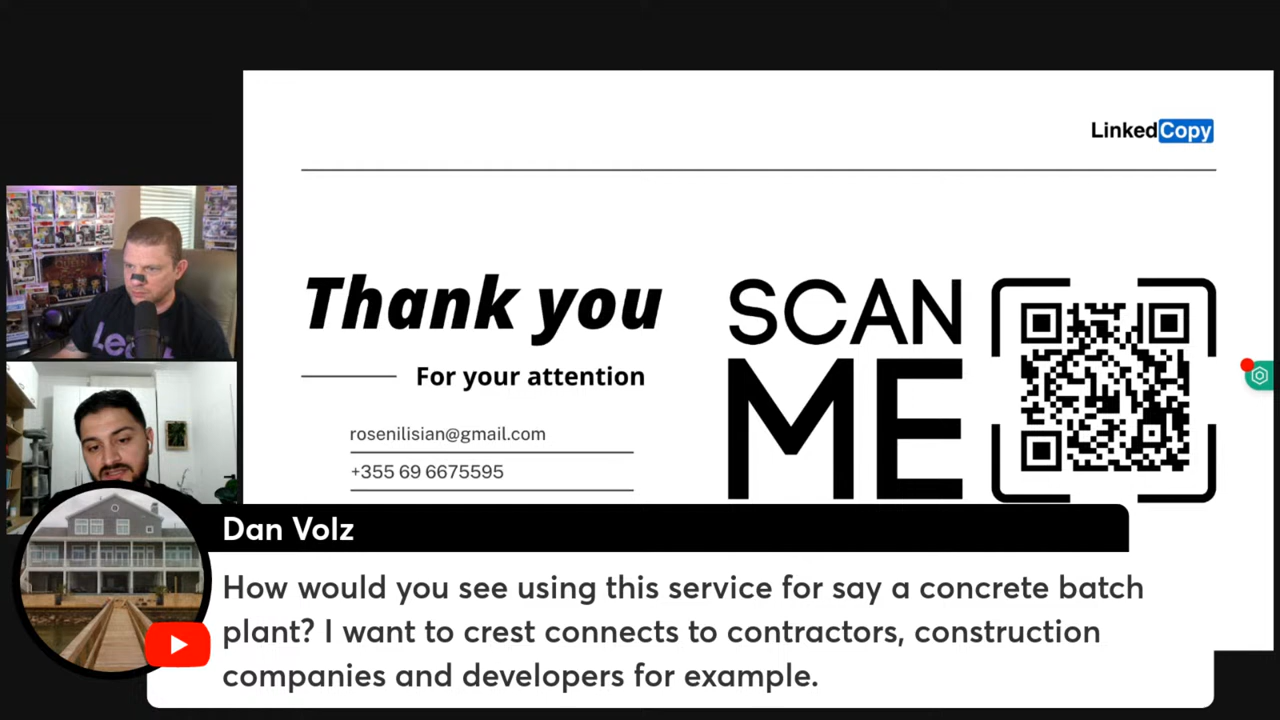 LinkedCopy
Thank you
For your attention
rosenilisian@gmail.com
+355 69 6675595
SCAN
ME
Dan Volz
How would you see using this service for say a concrete batch
plant? I want to crest connects to contractors, construction
companies and developers for example.